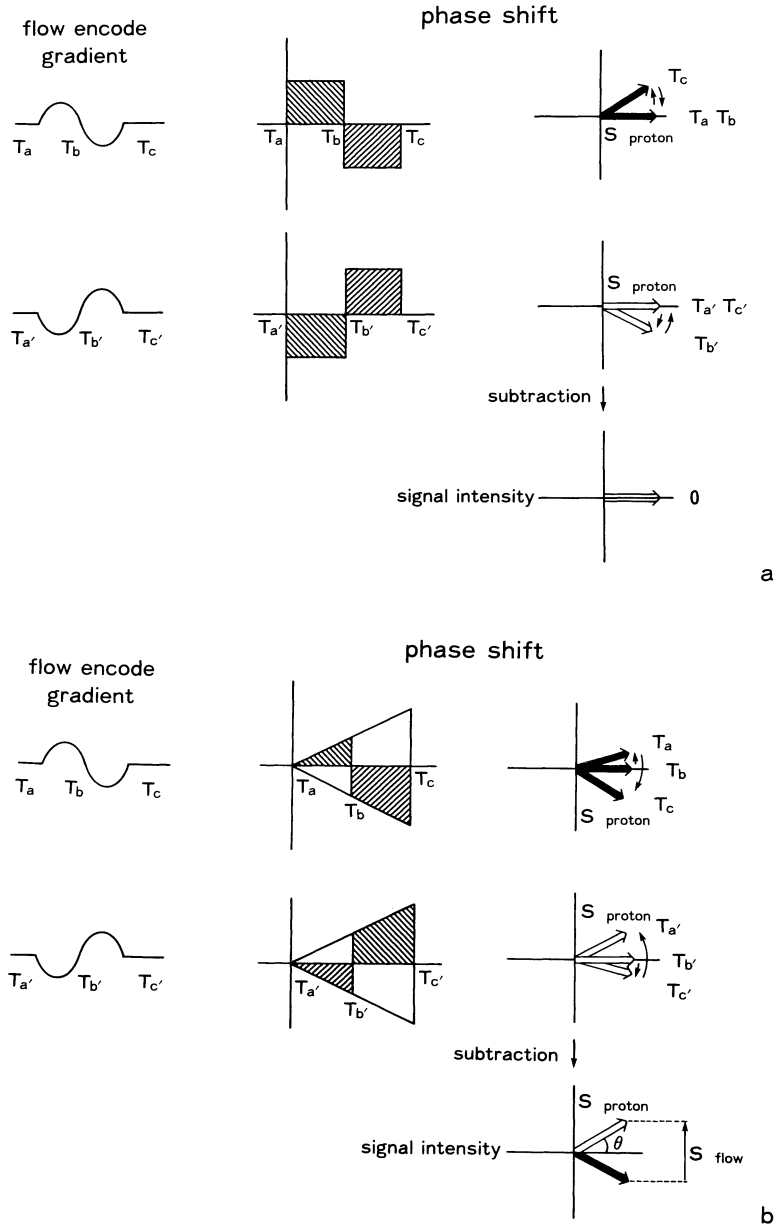 phase shift
flow encode
gradient
Ta Tb Tc
Ta Tb Tc
Tc
Ta Tb
S proton
Ta′ Tb′ Tc′
Ta′ Tb′ Tc′
S proton
Ta′ Tc′
Tb′
subtraction
signal intensity 0
a
phase shift
flow encode
gradient
Ta Tb Tc
Ta Tb Tc
Ta
Tb
Tc
S proton
Ta′ Tb′ Tc′
Ta′ Tb′ Tc′
S proton
Ta′
Tb′
Tc′
subtraction
S proton
signal intensity θ S flow
b